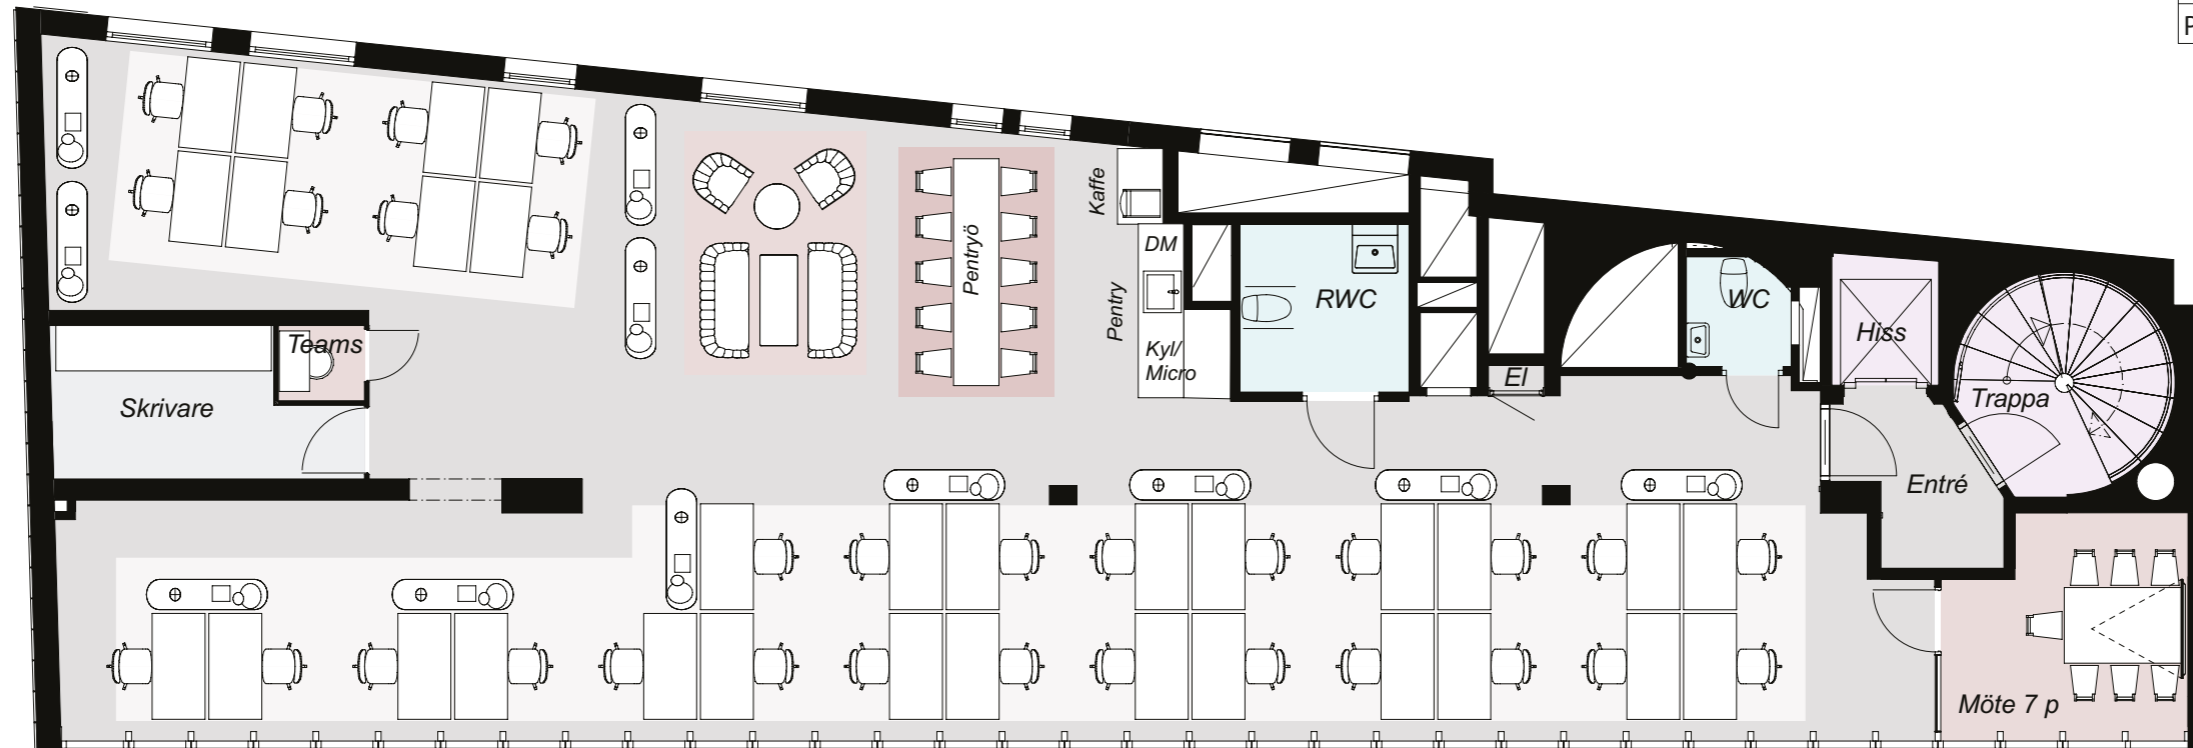 P
Kaffe
Pentryö
DM
Pentry
Kyl/
Micro
RWC
WC
Hiss
Teams
Skrivare
El
Trappa
Entré
Möte 7 p